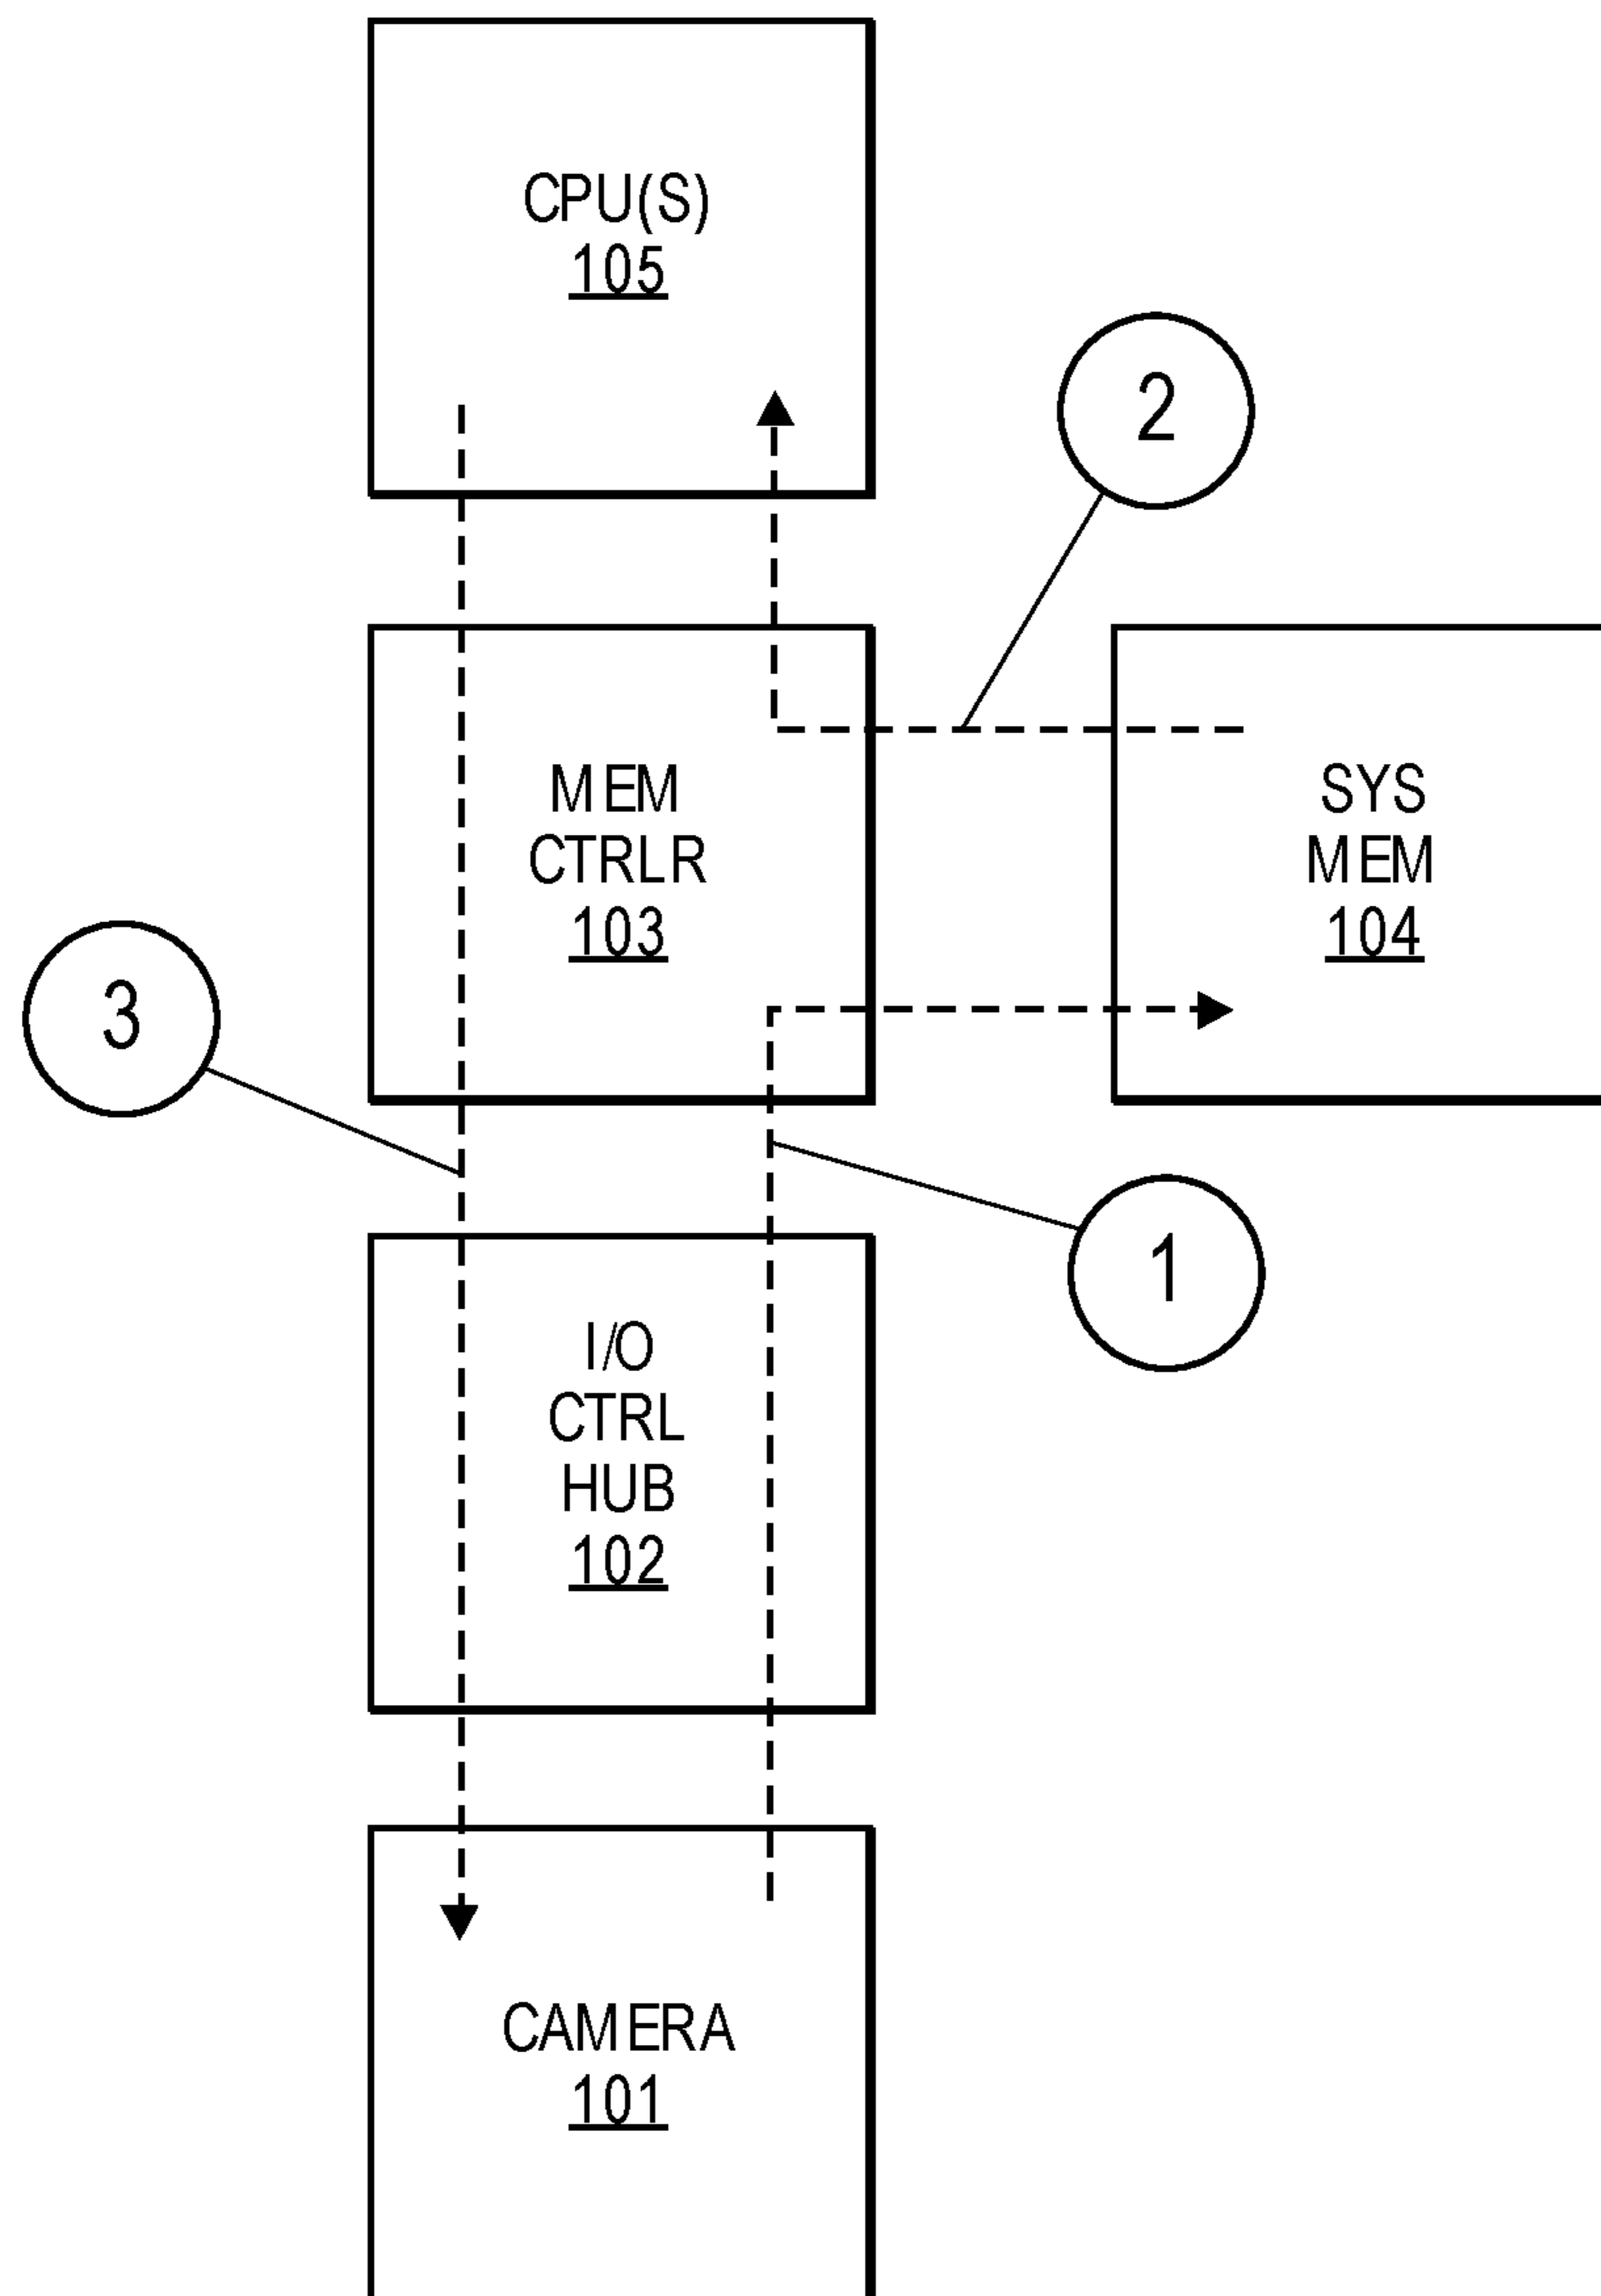 CPU(S)
105
2
MEM
CTRLR
103
SYS
MEM
104
3
1
I/O
CTRL
HUB
102
CAMERA
101